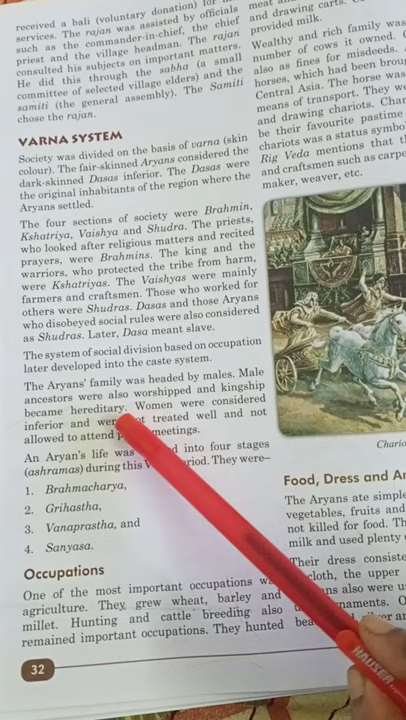 received a bali (voluntary donation) for
services. The rajan was assisted by officials
such as the commander-in-chief, the chief
priest and the village headman. The rajan
consulted his subjects on important matters.
He did this through the sabha (a small
committee of selected village elders) and the
samiti (the general assembly). The Samiti
chose the rajan.
VARNA SYSTEM
Society was divided on the basis of varna (skin
colour). The fair-skinned Aryans considered the
dark-skinned Dasas inferior. The Dasas were
the original inhabitants of the region where the
Aryans settled.
The four sections of society were Brahmin,
Kshatriya, Vaishya and Shudra. The priests,
who looked after religious matters and recited
prayers, were Brahmins. The king and the
warriors, who protected the tribe from harm,
were Kshatriyas. The Vaishyas were mainly
farmers and craftsmen. Those who worked for
others were Shudras. Dasas and those Aryans
who disobeyed social rules were also considered
as Shudras. Later, Dasa meant slave.
The system of social division based on occupation
later developed into the caste system.
The Aryans' family was headed by males. Male
ancestors were also worshipped and kingship
became hereditary. Women were considered
inferior and were treated well and not
allowed to attend meetings.
An Aryan's life was into four stages
(ashramas) during this They were–
1. Brahmacharya,
2. Grihastha,
3. Vanaprastha, and
4. Sanyasa.
Occupations
One of the most important occupations
agriculture. They grew wheat, barley and
millet. Hunting and cattle breeding also
remained important occupations. They hunted
32
and drawing carts.
provided milk.
Wealthy and rich family was
number of cows it owned.
also as fines for misdeeds.
horses, which had been
Central Asia. The horse was
means of transport. They
and drawing chariots.
be their favourite pastime
chariots was a status
Rig Veda mentions
and craftsmen such as
maker, weaver, etc.
Food, Dress and
The Aryans ate
vegetables, fruits and
not killed for food.
milk and used plenty
Their dress
cloth, the upper
also were
HAUSER